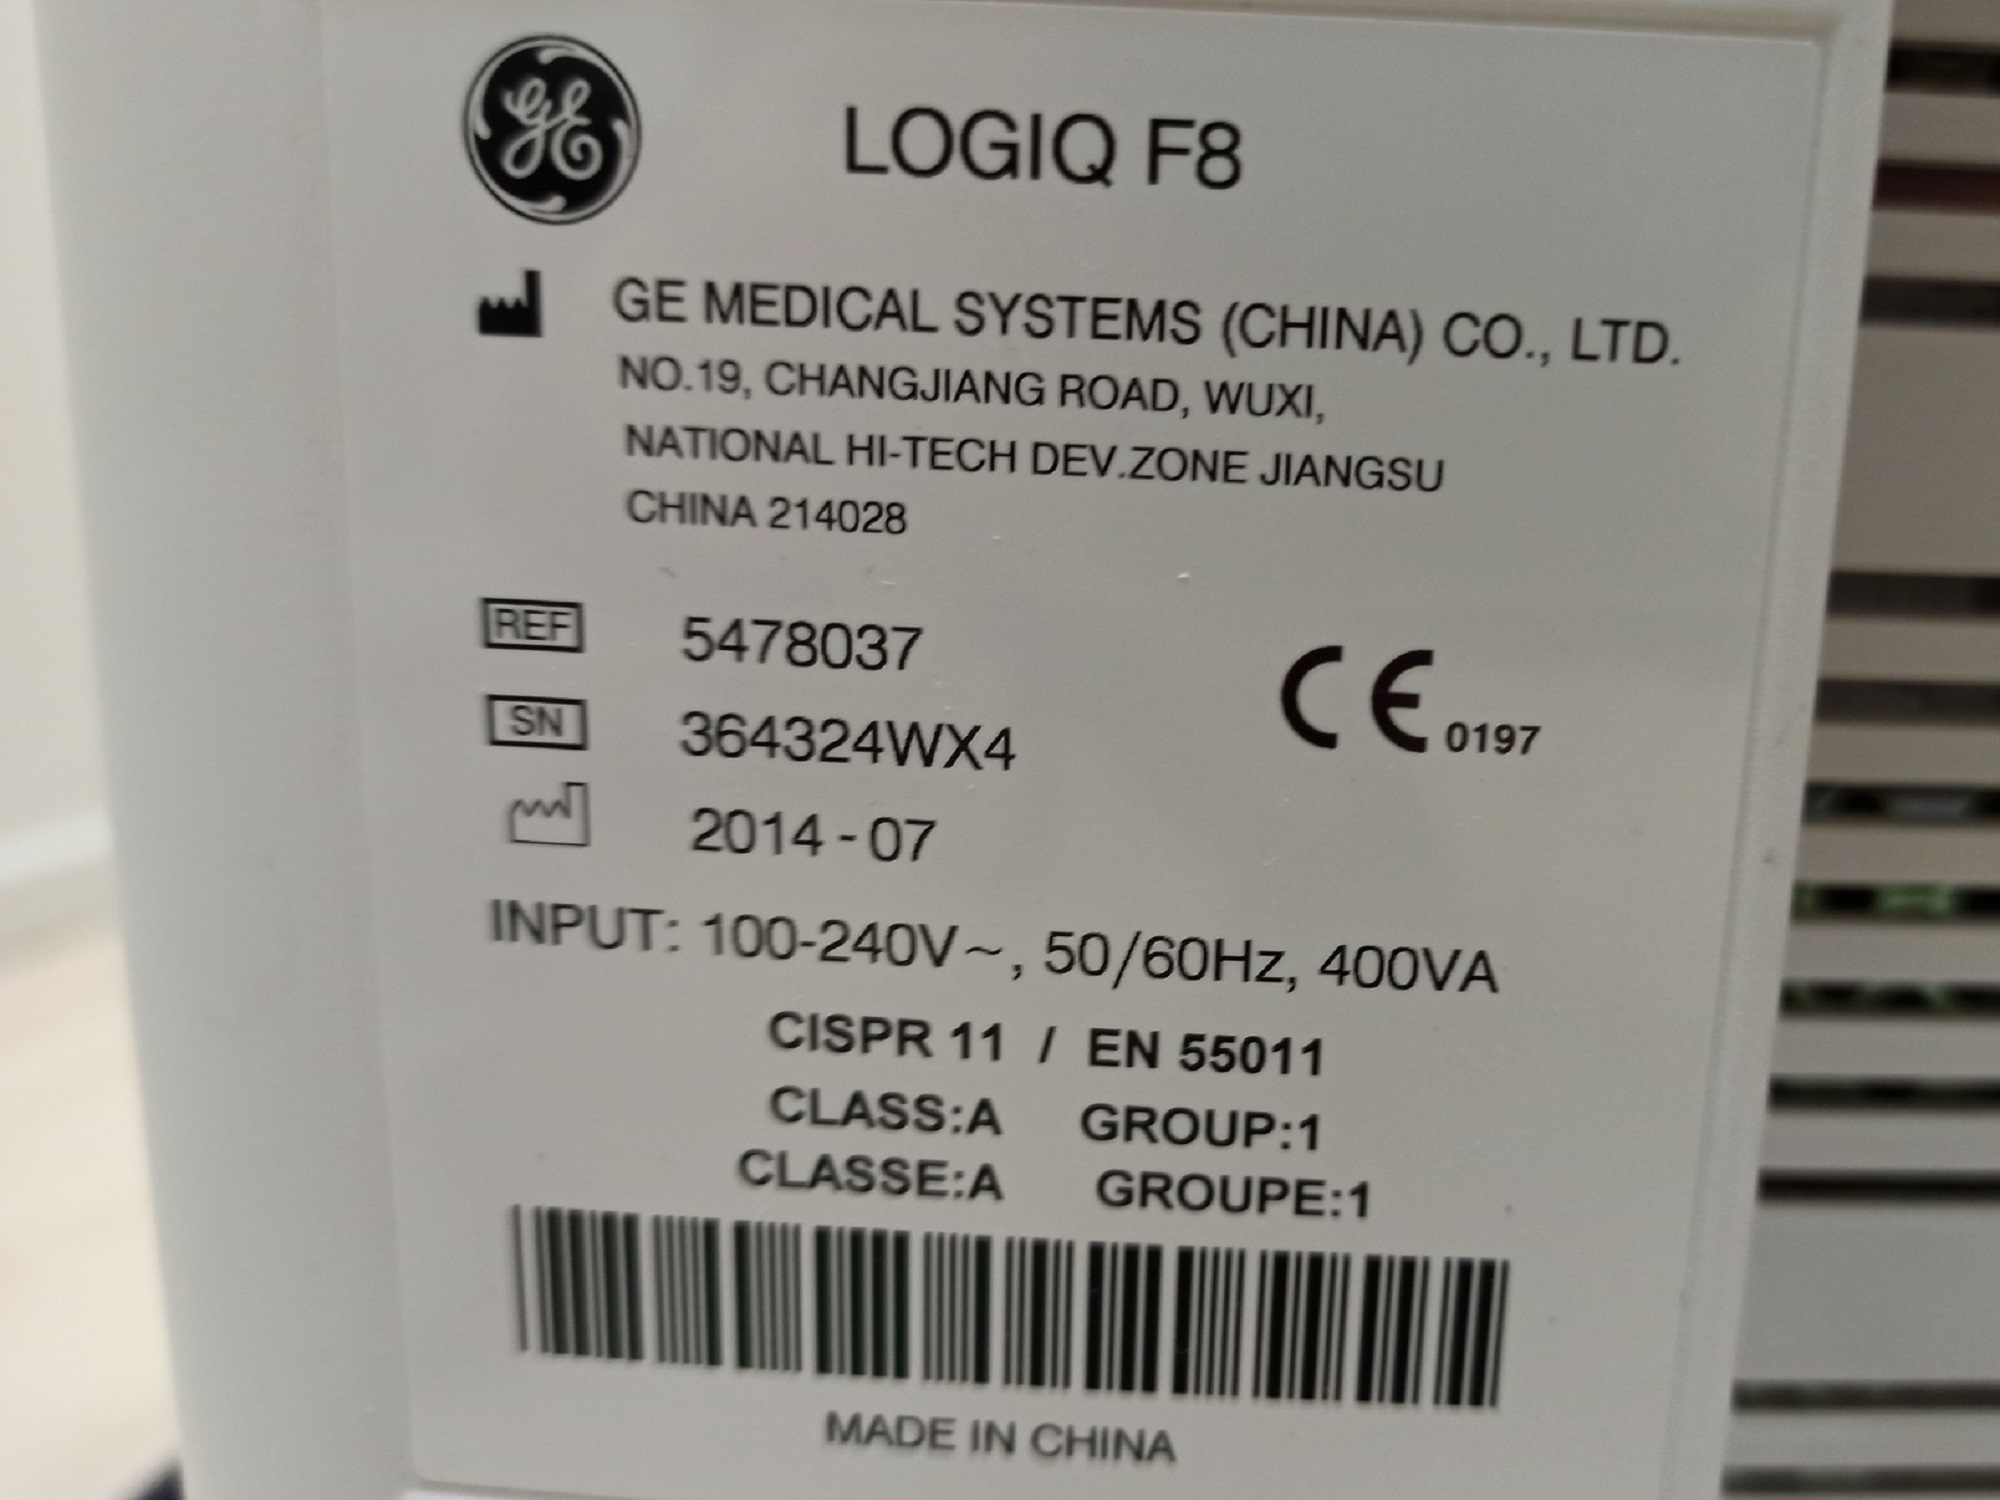 GE
LOGIQ F8
GE MEDICAL SYSTEMS (CHINA) CO., LTD.
NO.19, CHANGJIANG ROAD, WUXI,
NATIONAL HI-TECH DEV.ZONE JIANGSU
CHINA 214028
REF 5478037
SN 364324WX4
CE 0197
2014-07
INPUT: 100-240V~, 50/60Hz, 400VA
CISPR 11 / EN 55011
CLASS:A GROUP:1
CLASSE:A GROUPE:1
MADE IN CHINA